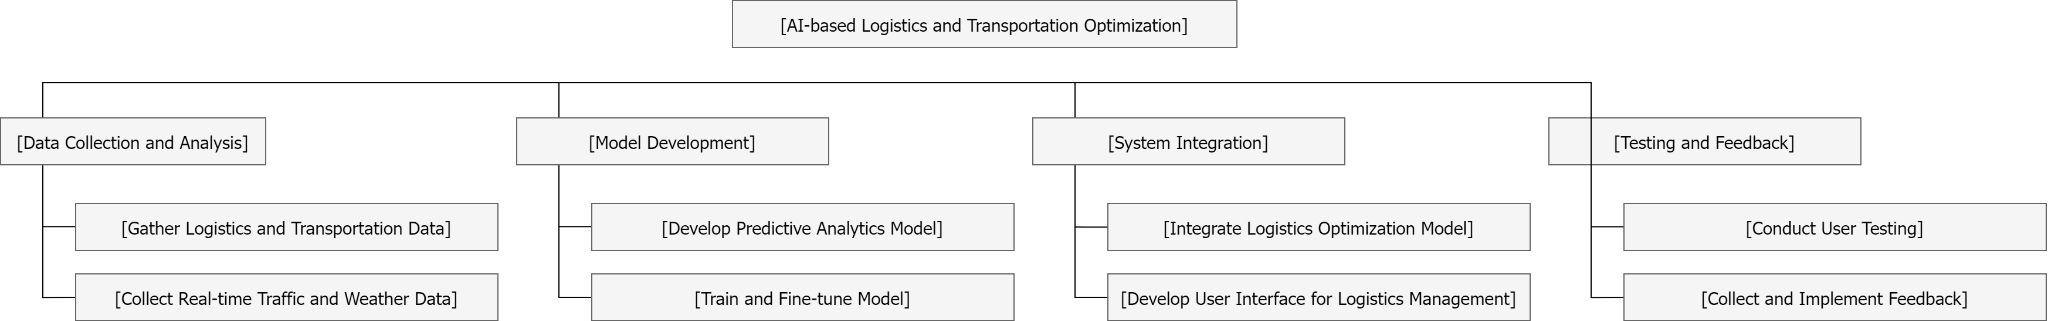 [AI-based Logistics and Transportation Optimization]
[Data Collection and Analysis]
[Model Development]
[System Integration]
[Testing and Feedback]
[Gather Logistics and Transportation Data]
[Develop Predictive Analytics Model]
[Integrate Logistics Optimization Model]
[Conduct User Testing]
[Collect Real-time Traffic and Weather Data]
[Train and Fine-tune Model]
[Develop User Interface for Logistics Management]
[Collect and Implement Feedback]